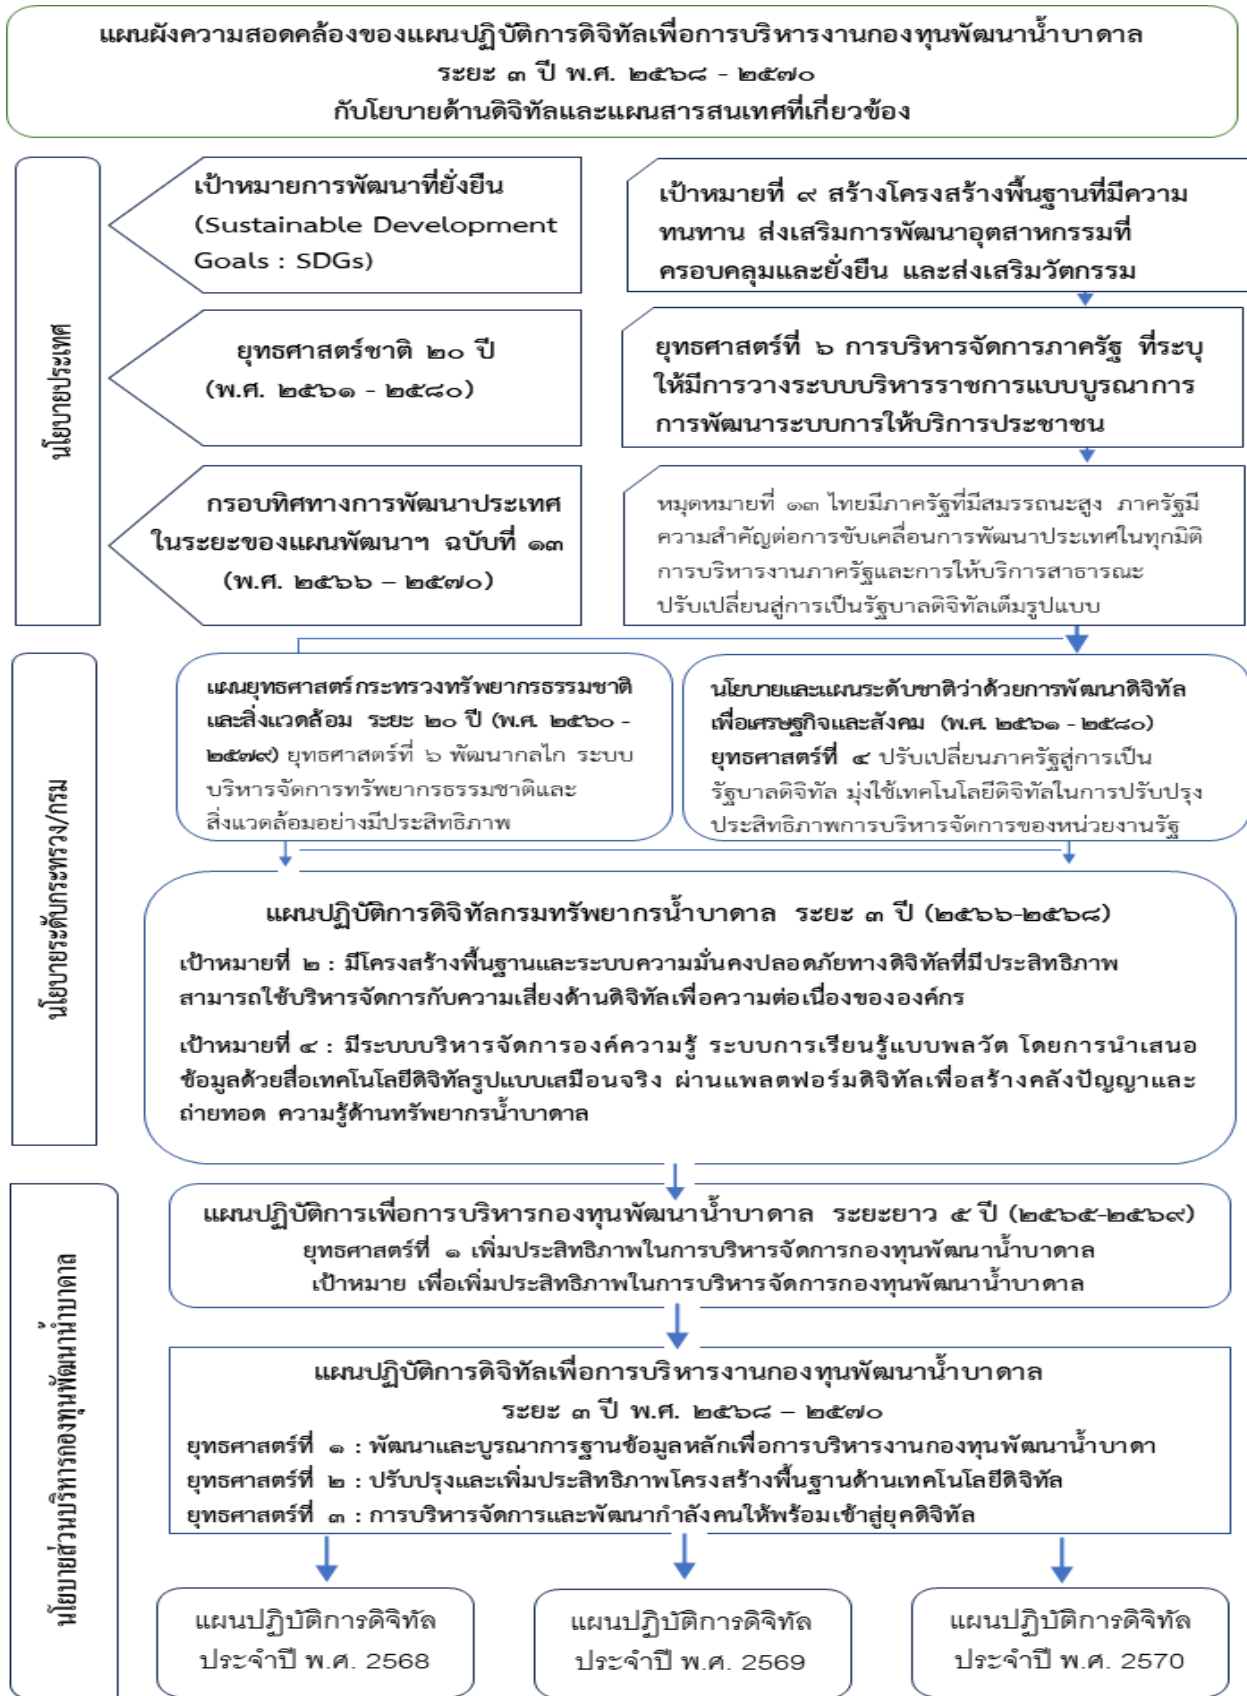 แผนผังความสอดคล้องของแผนปฏิบัติการดิจิทัลเพื่อการบริหารงานกองทุนพัฒนาน้ำบาดาล
ระยะ ๓ ปี พ.ศ. ๒๕๖๘ - ๒๕๗๐
กับโยบายด้านดิจิทัลและแผนสารสนเทศที่เกี่ยวข้อง
นโยบายประเทศ
เป้าหมายการพัฒนาที่ยั่งยืน
(Sustainable Development
Goals : SDGs)
เป้าหมายที่ ๙ สร้างโครงสร้างพื้นฐานที่มีความ
ทนทาน ส่งเสริมการพัฒนาอุตสาหกรรมที่
ครอบคลุมและยั่งยืน และส่งเสริมวัตกรรม
ยุทธศาสตร์ชาติ ๒๐ ปี
(พ.ศ. ๒๕๖๑ - ๒๕๘๐)
ยุทธศาสตร์ที่ ๖ การบริหารจัดการภาครัฐ ที่ระบุ
ให้มีการวางระบบบริหารราชการแบบบูรณาการ
การพัฒนาระบบการให้บริการประชาชน
กรอบทิศทางการพัฒนาประเทศ
ในระยะของแผนพัฒนาฯ ฉบับที่ ๑๓
(พ.ศ. ๒๕๖๖ – ๒๕๗๐)
หมุดหมายที่ ๑๓ ไทยมีภาครัฐที่มีสมรรถนะสูง ภาครัฐมี
ความสำคัญต่อการขับเคลื่อนการพัฒนาประเทศในทุกมิติ
การบริหารงานภาครัฐและการให้บริการสาธารณะ
ปรับเปลี่ยนสู่การเป็นรัฐบาลดิจิทัลเต็มรูปแบบ
นโยบายระดับกระทรวง/กรม
แผนยุทธศาสตร์กระทรวงทรัพยากรธรรมชาติ
และสิ่งแวดล้อม ระยะ ๒๐ ปี (พ.ศ. ๒๕๖๐ -
๒๕๗๙) ยุทธศาสตร์ที่ ๖ พัฒนากลไก ระบบ
บริหารจัดการทรัพยากรธรรมชาติและ
สิ่งแวดล้อมอย่างมีประสิทธิภาพ
นโยบายและแผนระดับชาติว่าด้วยการพัฒนาดิจิทัล
เพื่อเศรษฐกิจและสังคม (พ.ศ. ๒๕๖๑ - ๒๕๘๐)
ยุทธศาสตร์ที่ ๔ ปรับเปลี่ยนภาครัฐสู่การเป็น
รัฐบาลดิจิทัล มุ่งใช้เทคโนโลยีดิจิทัลในการปรับปรุง
ประสิทธิภาพการบริหารจัดการของหน่วยงานรัฐ
แผนปฏิบัติการดิจิทัลกรมทรัพยากรน้ำบาดาล ระยะ ๓ ปี (๒๕๖๖-๒๕๖๘)
เป้าหมายที่ ๒ : มีโครงสร้างพื้นฐานและระบบความมั่นคงปลอดภัยทางดิจิทัลที่มีประสิทธิภาพ
สามารถใช้บริหารจัดการกับความเสี่ยงด้านดิจิทัลเพื่อความต่อเนื่องขององค์กร
เป้าหมายที่ ๔ : มีระบบบริหารจัดการองค์ความรู้ ระบบการเรียนรู้แบบพลวัต โดยการนำเสนอ
ข้อมูลด้วยสื่อเทคโนโลยีดิจิทัลรูปแบบเสมือนจริง ผ่านแพลตฟอร์มดิจิทัลเพื่อสร้างคลังปัญญาและ
ถ่ายทอด ความรู้ด้านทรัพยากรน้ำบาดาล
นโยบายส่วนบริหารกองทุนพัฒนาน้ำบาดาล
แผนปฏิบัติการเพื่อการบริหารกองทุนพัฒนาน้ำบาดาล ระยะยาว ๕ ปี (๒๕๖๕-๒๕๖๙)
ยุทธศาสตร์ที่ ๑ เพิ่มประสิทธิภาพในการบริหารจัดการกองทุนพัฒนาน้ำบาดาล
เป้าหมาย เพื่อเพิ่มประสิทธิภาพในการบริหารจัดการกองทุนพัฒนาน้ำบาดาล
แผนปฏิบัติการดิจิทัลเพื่อการบริหารงานกองทุนพัฒนาน้ำบาดาล
ระยะ ๓ ปี พ.ศ. ๒๕๖๘ – ๒๕๗๐
ยุทธศาสตร์ที่ ๑ : พัฒนาและบูรณาการฐานข้อมูลหลักเพื่อการบริหารงานกองทุนพัฒนาน้ำบาดา
ยุทธศาสตร์ที่ ๒ : ปรับปรุงและเพิ่มประสิทธิภาพโครงสร้างพื้นฐานด้านเทคโนโลยีดิจิทัล
ยุทธศาสตร์ที่ ๓ : การบริหารจัดการและพัฒนากำลังคนให้พร้อมเข้าสู่ยุคดิจิทัล
แผนปฏิบัติการดิจิทัล
ประจำปี พ.ศ. 2568
แผนปฏิบัติการดิจิทัล
ประจำปี พ.ศ. 2569
แผนปฏิบัติการดิจิทัล
ประจำปี พ.ศ. 2570